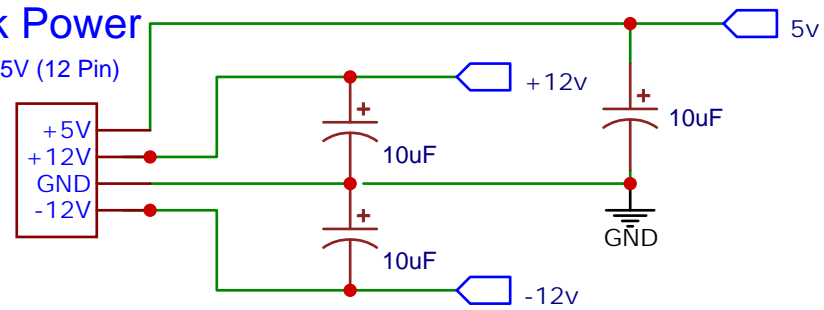 k Power
5V (12 Pin)
5v
+12v
10uF
+5V
+12V
GND
-12V
10uF
GND
10uF
-12v